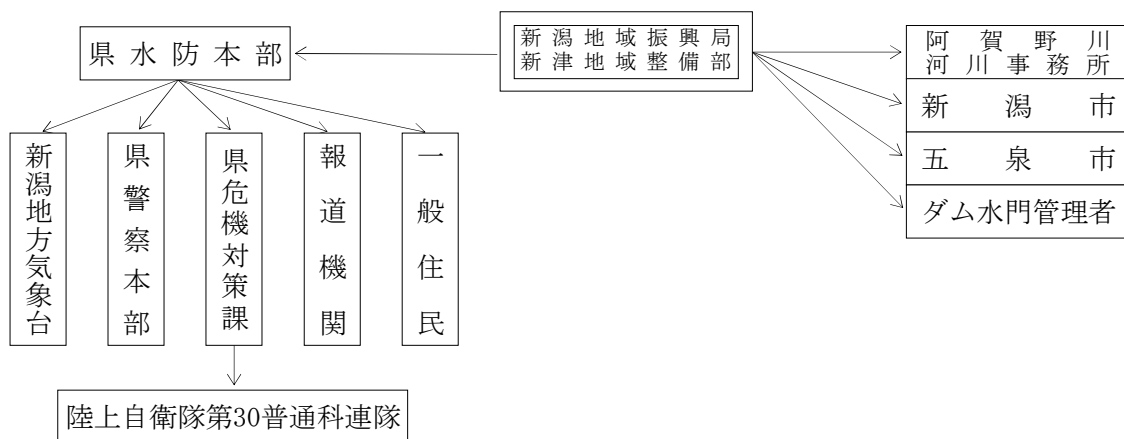 県水防本部
新潟地域振興局
新津地域整備部
阿賀野川
河川事務所
新潟市
五泉市
ダム水門管理者
新潟地方気象台
県警察本部
県危機対策課
報道機関
一般住民
陸上自衛隊第30普通科連隊